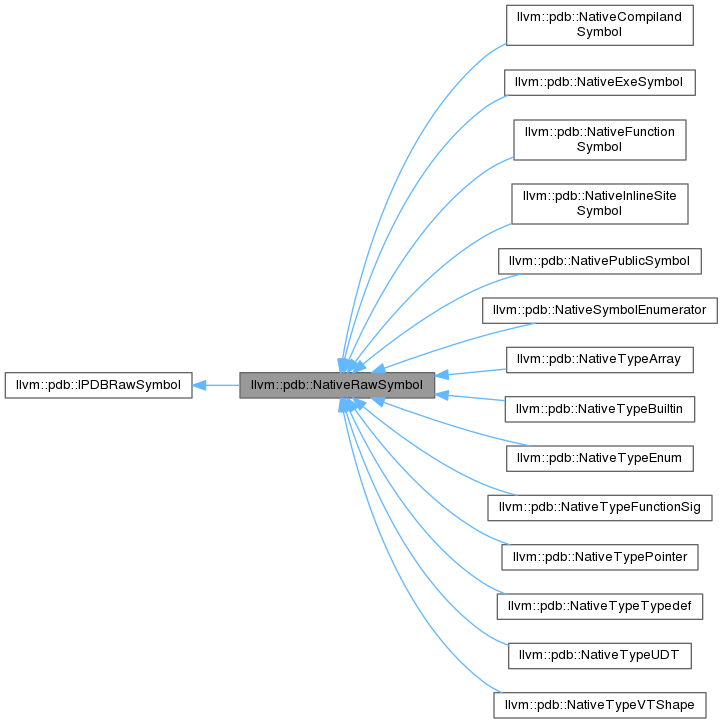 llvm::pdb::NativeCompiland
Symbol
llvm::pdb::NativeExeSymbol
llvm::pdb::NativeFunction
Symbol
llvm::pdb::NativeInlineSite
Symbol
llvm::pdb::NativePublicSymbol
llvm::pdb::NativeSymbolEnumerator
llvm::pdb::NativeTypeArray
llvm::pdb::IPDBRawSymbol
llvm::pdb::NativeRawSymbol
llvm::pdb::NativeTypeBuiltin
llvm::pdb::NativeTypeEnum
llvm::pdb::NativeTypeFunctionSig
llvm::pdb::NativeTypePointer
llvm::pdb::NativeTypeTypedef
llvm::pdb::NativeTypeUDT
llvm::pdb::NativeTypeVTShape